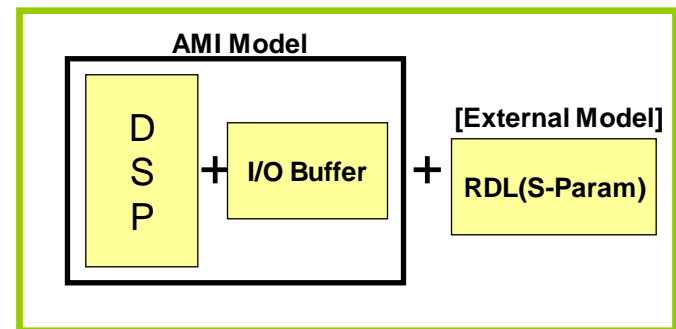 AMI Model
D
S
P
+
I/O Buffer
+
[External Model]
RDL(S-Param)